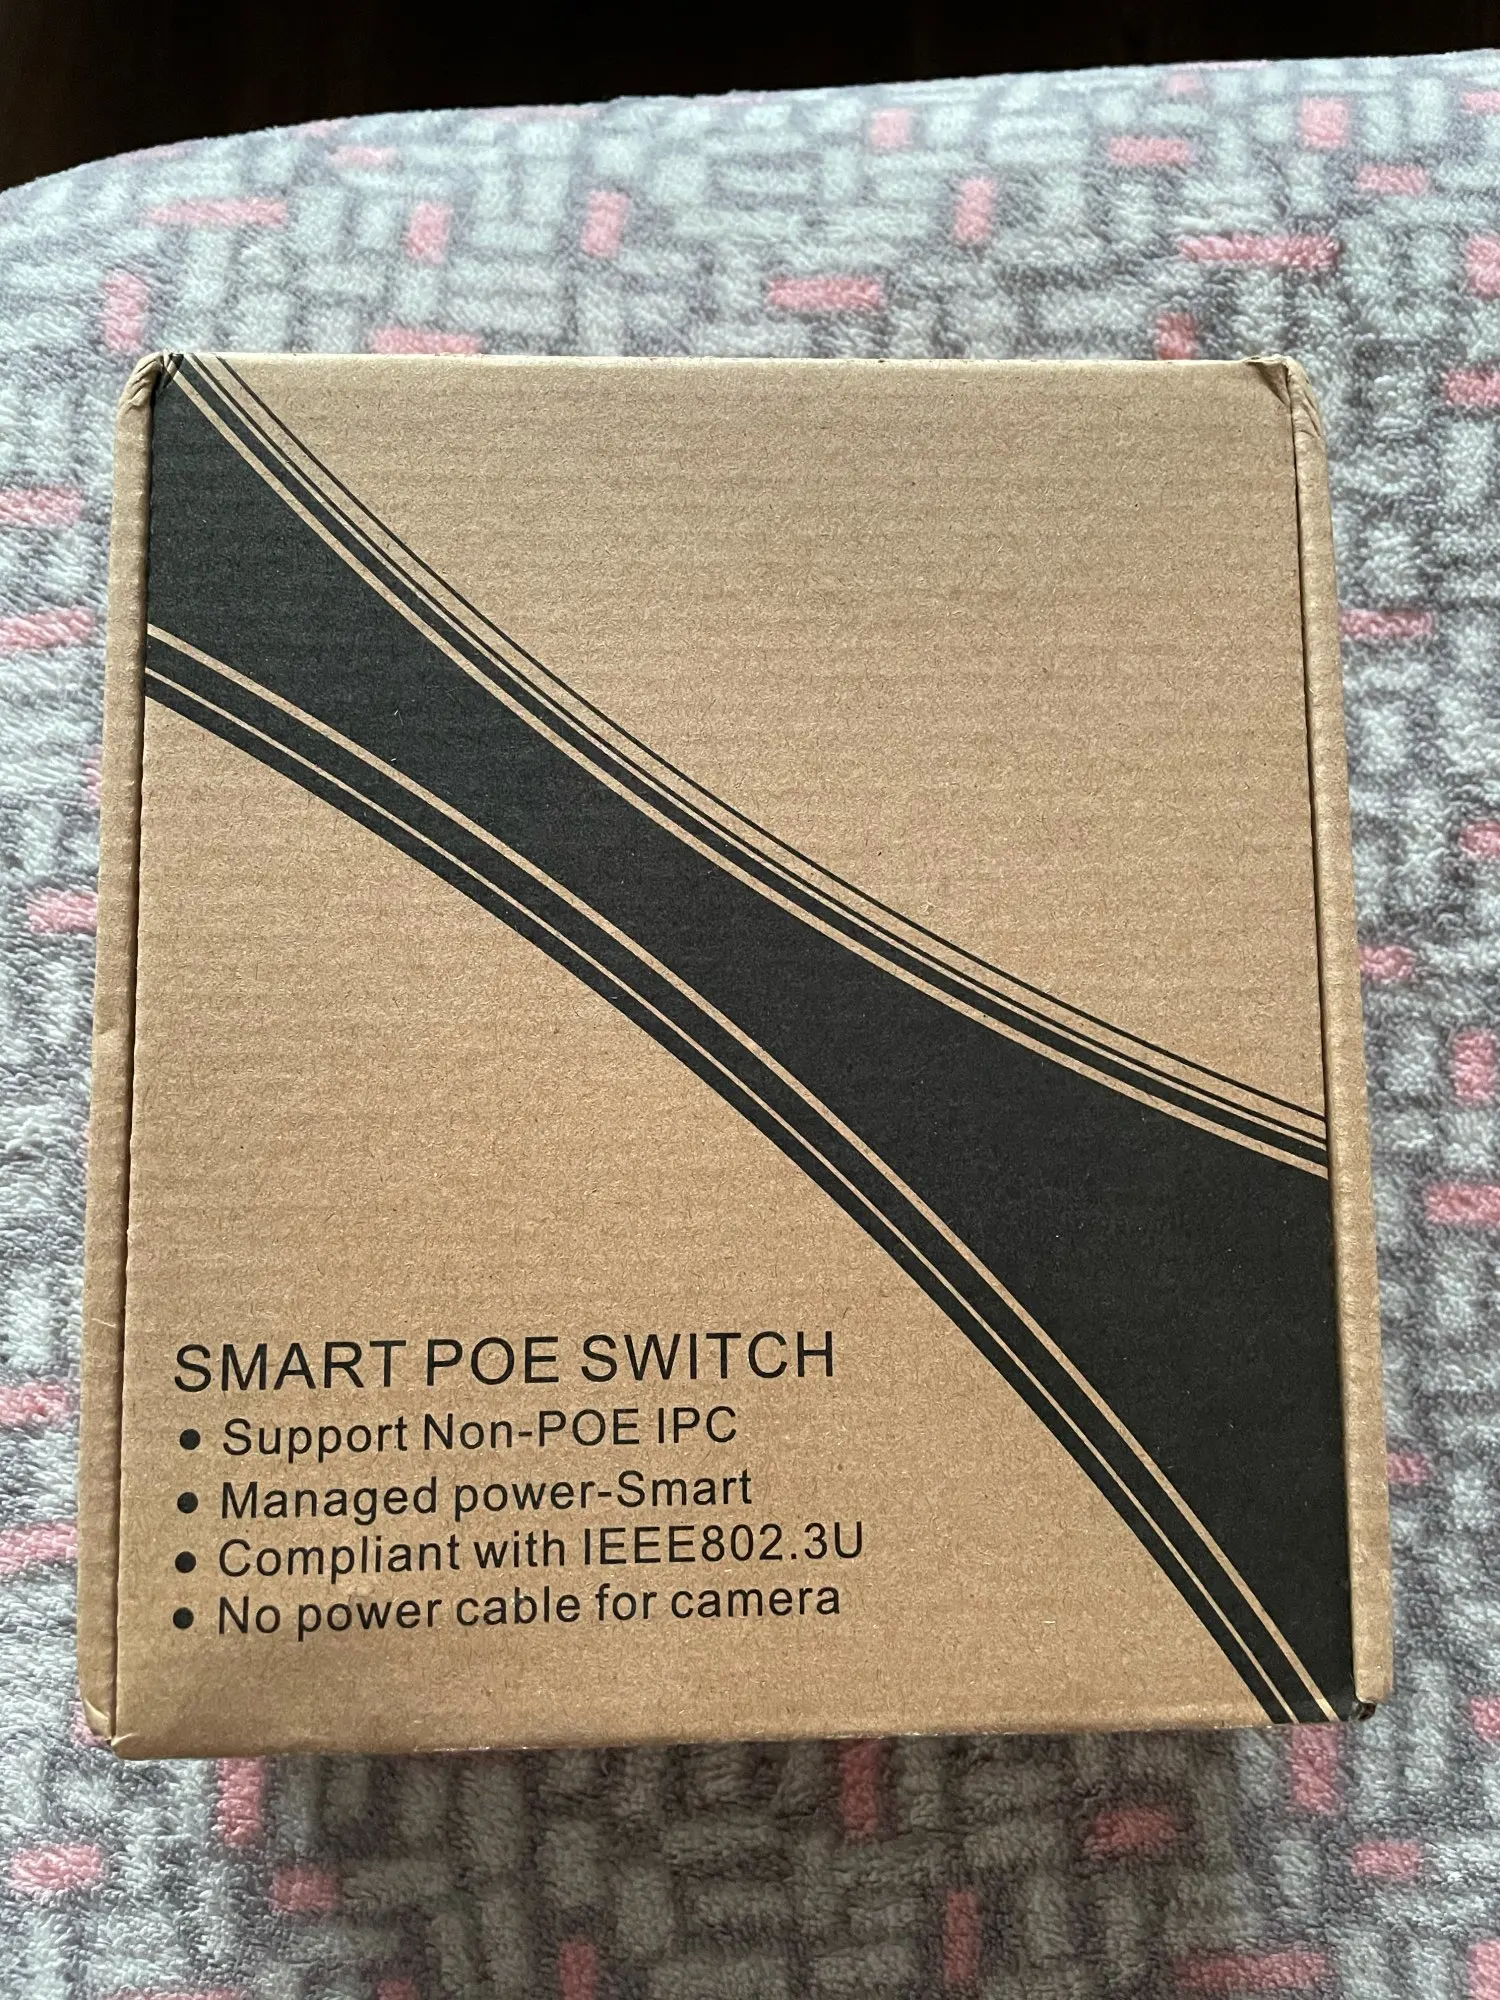 SMART POE SWITCH
● Support Non-POE IPC
● Managed power-Smart
● Compliant with IEEE802.3U
● No power cable for camera